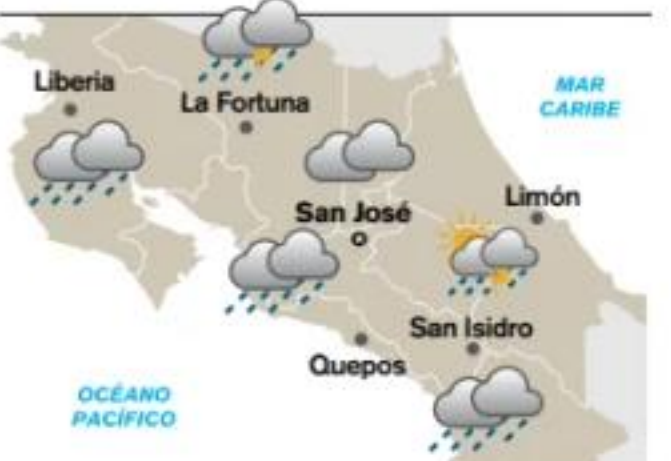 Liberia
La Fortuna
MAR
CARIBE
San José
Limón
San Isidro
Quepos
OCÉANO
PACÍFICO